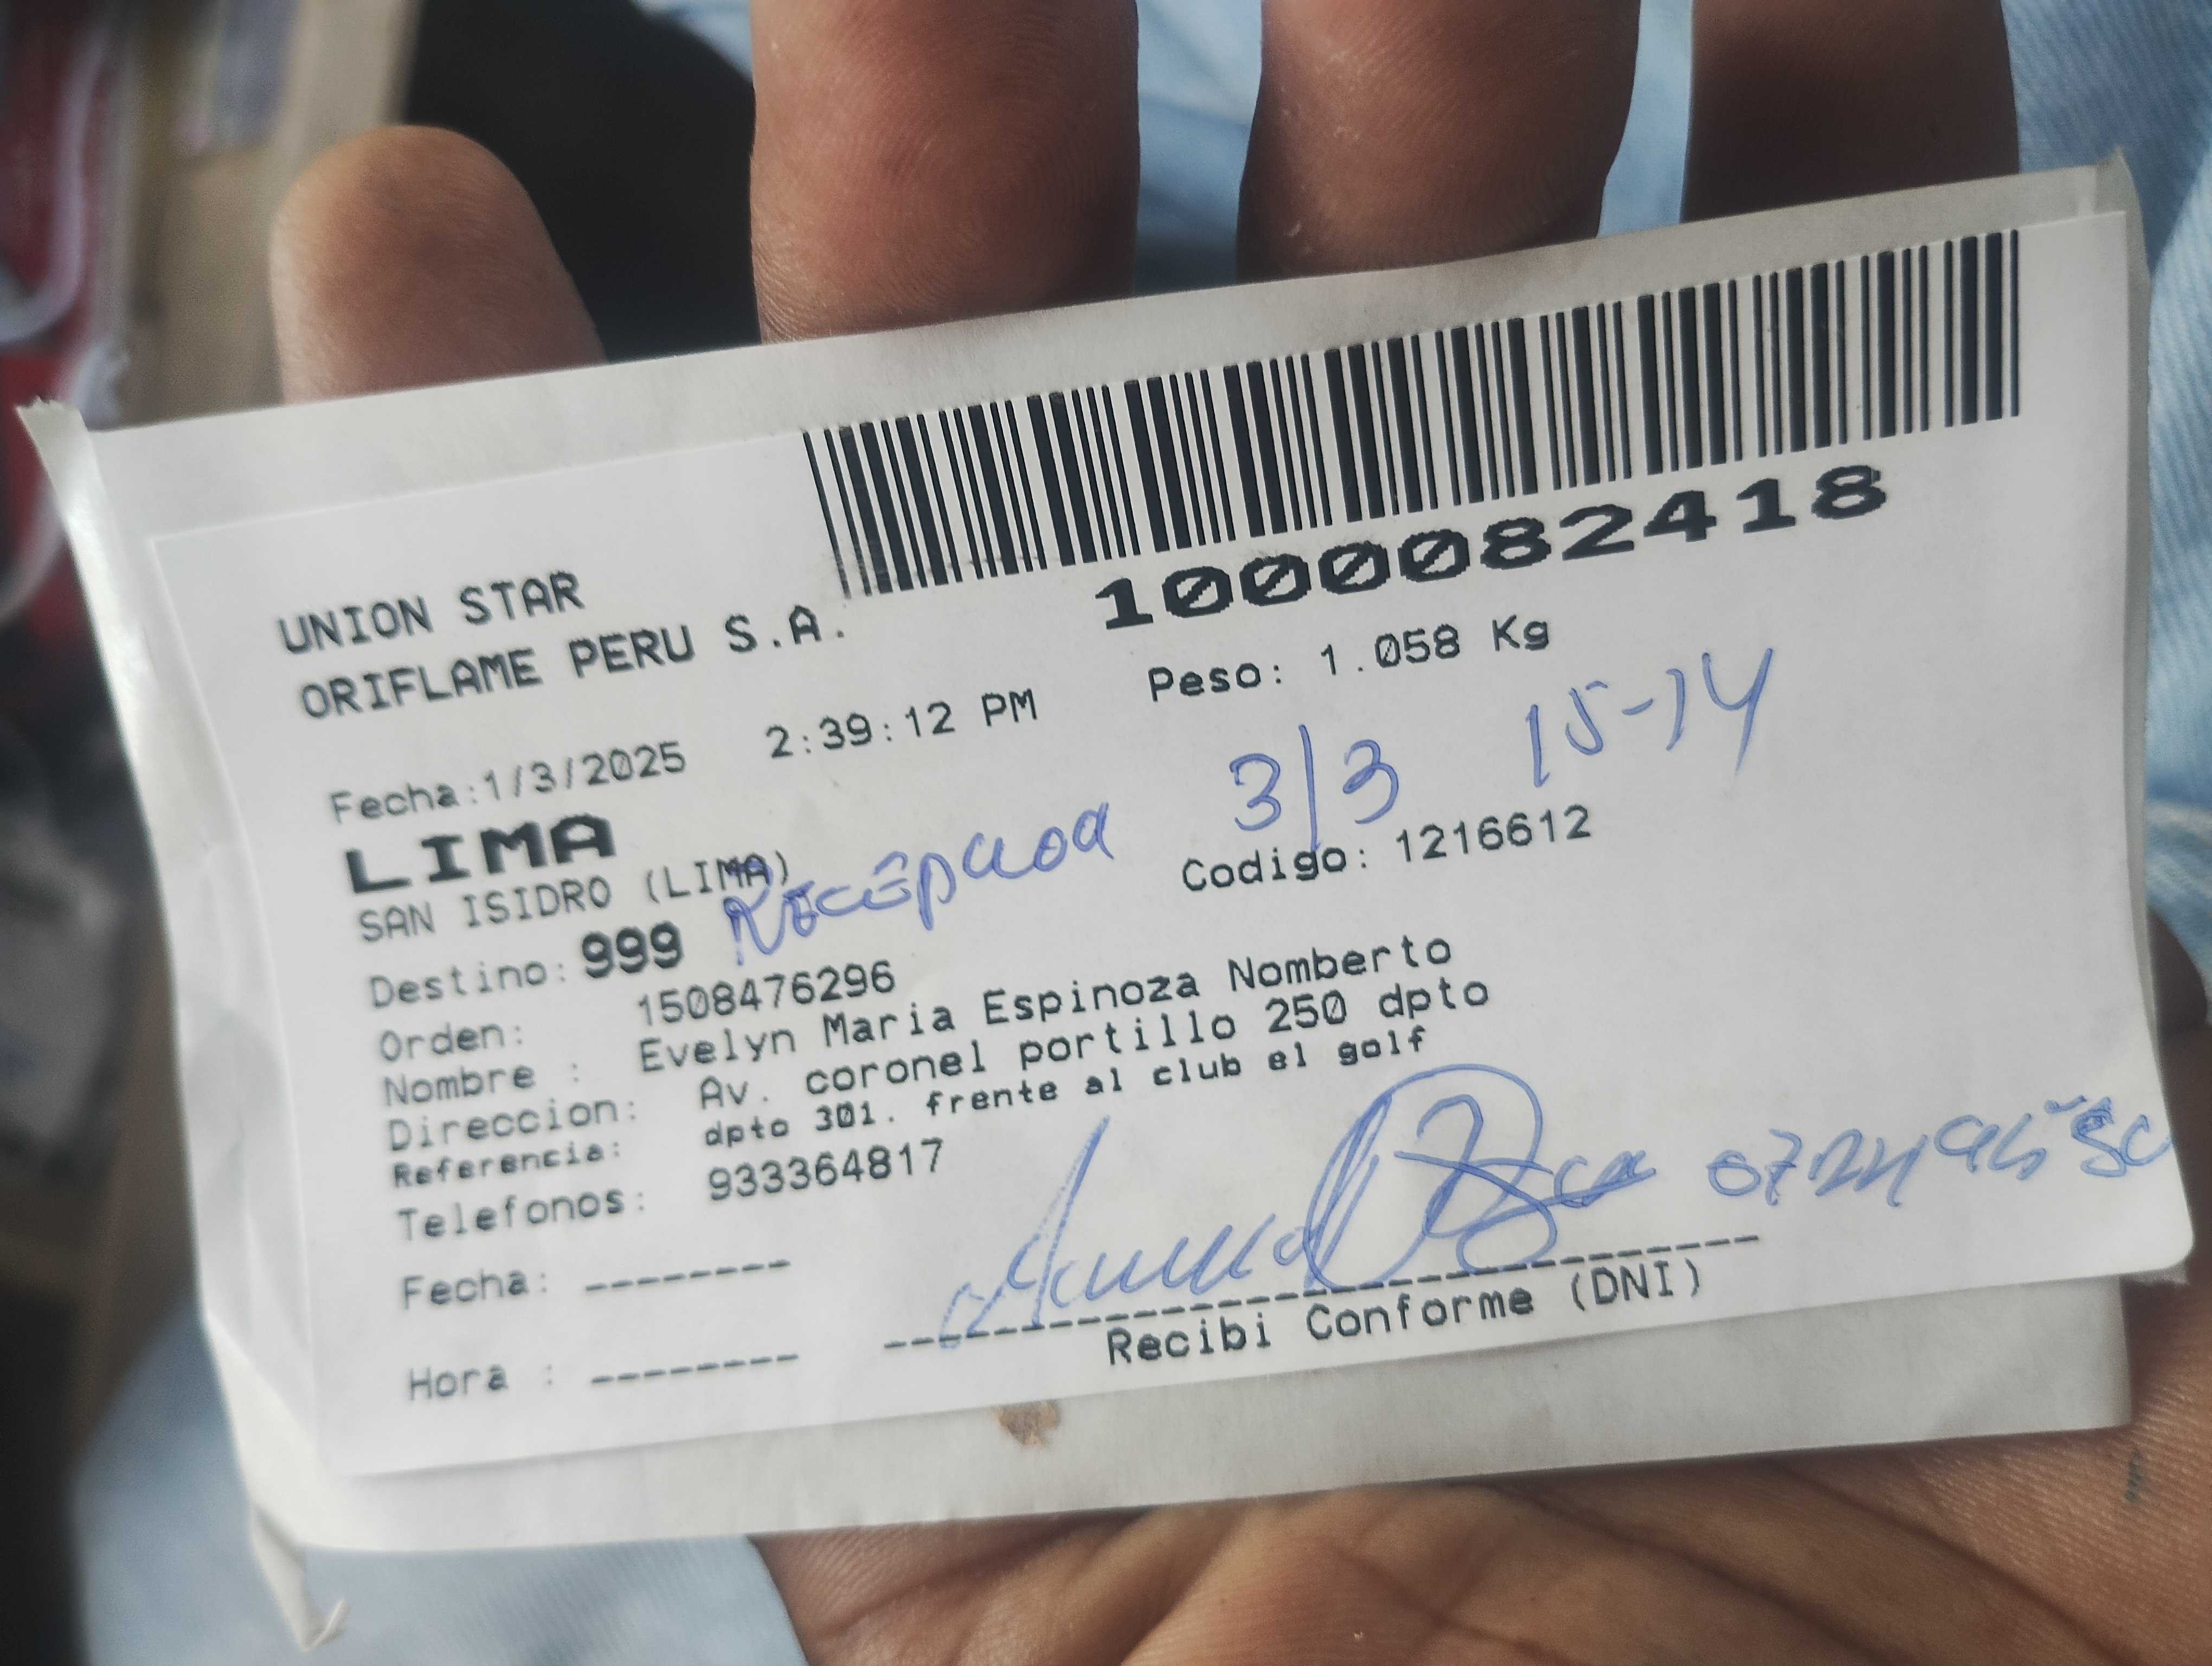 1000082418
UNION STAR
ORIFLAME PERU S.A.
Peso: 1.058 Kg
Fecha:1/3/2025 2:39:12 PM
3/3 15-14
LIMA
SAN ISIDRO (LIMA)
Codigo: 1216612
Destino: 999
Orden: 1508476296
Nombre : Evelyn Maria Espinoza Nomberto
Direccion: Av. coronel portillo 250 dpto
Referencia: dpto 301. frente al club el golf
Telefonos: 933364817
Fecha: --------
Recibi Conforme (DNI)
Hora : --------